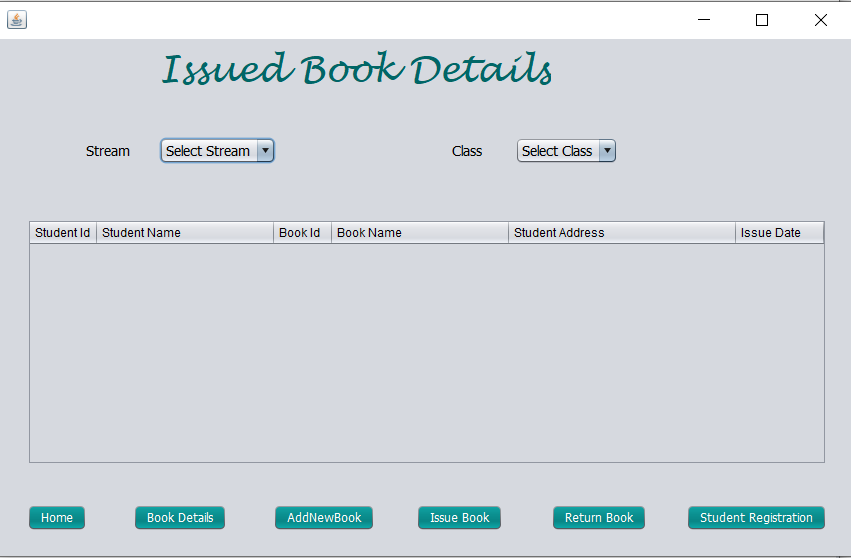 Issued Book Details
Stream Select Stream Class Select Class
Student Id Student Name Book Id Book Name Student Address Issue Date
Home Book Details AddNewBook Issue Book Return Book Student Registration